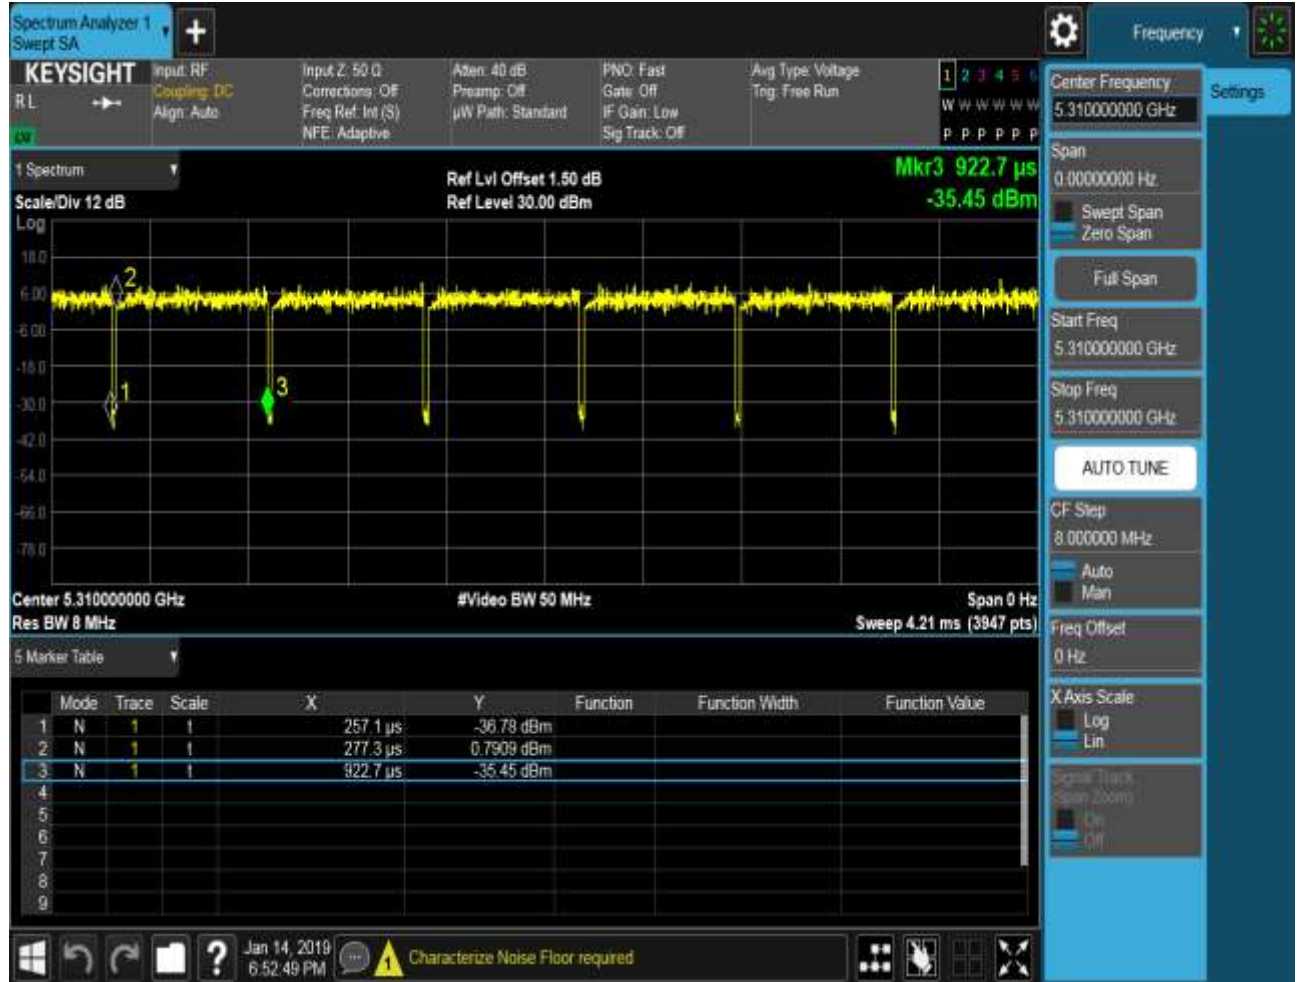 Spectrum Analyzer 1
Swept SA
+
Frequency
KEYSIGHT
RL
Input: RF
Coupling: DC
Align: Auto
Input Z: 50 Ω
Corrections: Off
Freq Ref: Int (S)
NFE: Adaptive
Atten: 40 dB
Preamp: Off
µW Path: Standard
PNO: Fast
Gate: Off
IF Gain: Low
Sig Track: Off
Avg Type: Voltage
Trig: Free Run
1 2 3 4 5 6
W W W W W W
P P P P P P
1 Spectrum
Scale/Div 12 dB
Ref Lvl Offset 1.50 dB
Ref Level 30.00 dBm
Mkr3 922.7 µs
-35.45 dBm
Log
18.0
6.00
-6.00
-18.0
-30.0
-42.0
-54.0
-66.0
-78.0
2
1
3
Center 5.310000000 GHz
#Video BW 50 MHz
Span 0 Hz
Res BW 8 MHz
Sweep 4.21 ms (3947 pts)
5 Marker Table
Mode Trace Scale X Y Function Function Width Function Value
1 N 1 t 257.1 µs -36.78 dBm
2 N 1 t 277.3 µs 0.7909 dBm
3 N 1 t 922.7 µs -35.45 dBm
4
5
6
7
8
9
Center Frequency
5.310000000 GHz
Settings
Span
0.00000000 Hz
Swept Span
Zero Span
Full Span
Start Freq
5.310000000 GHz
Stop Freq
5.310000000 GHz
AUTO TUNE
CF Step
8.000000 MHz
Auto
Man
Freq Offset
0 Hz
X Axis Scale
Log
Lin
Signal Track
(Span Zoom)
On
Off
?
Jan 14, 2019
6:52:49 PM
1
Characterize Noise Floor required